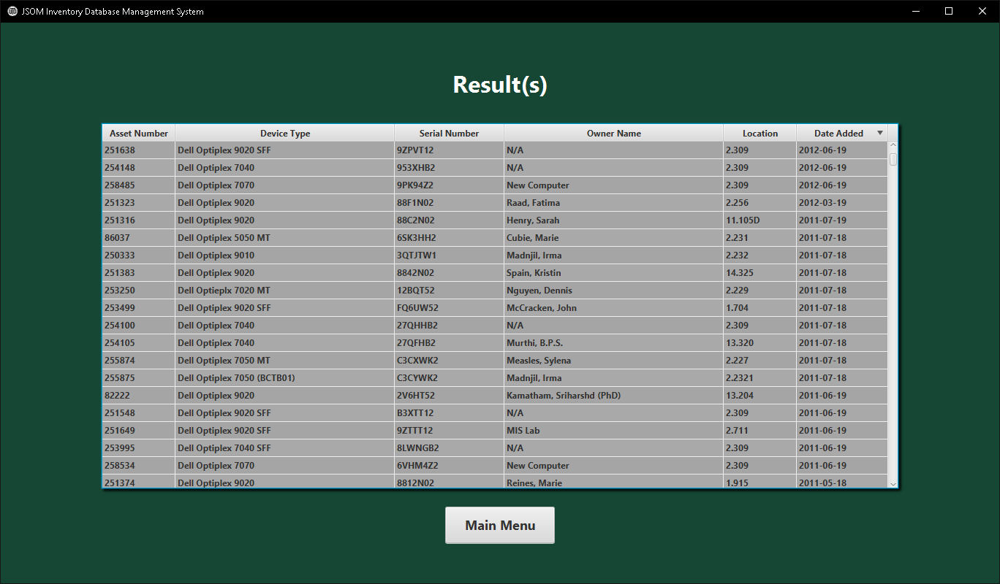 JSOM Inventory Database Management System
Result(s)
Asset Number Device Type Serial Number Owner Name Location Date Added
251638 Dell Optiplex 9020 SFF 9ZPVT12 N/A 2.309 2012-06-19
254148 Dell Optiplex 7040 953XHB2 N/A 2.309 2012-06-19
258485 Dell Optiplex 7070 9PK94Z2 New Computer 2.309 2012-06-19
251323 Dell Optiplex 9020 88F1N02 Raad, Fatima 2.256 2012-03-19
251316 Dell Optiplex 9020 88C2N02 Henry, Sarah 11.105D 2011-07-19
86037 Dell Optiplex 5050 MT 6SK3HH2 Cubie, Marie 2.231 2011-07-18
250333 Dell Optiplex 9010 3QTJTW1 Madnjil, Irma 2.232 2011-07-18
251383 Dell Optiplex 9020 8842N02 Spain, Kristin 14.325 2011-07-18
253250 Dell Optieplx 7020 MT 12BQT52 Nguyen, Dennis 2.229 2011-07-18
253499 Dell Optiplex 9020 SFF FQ6UW52 McCracken, John 1.704 2011-07-18
254100 Dell Optiplex 7040 27QHHB2 N/A 2.309 2011-07-18
254105 Dell Optiplex 7040 27QFHB2 Murthi, B.P.S. 13.320 2011-07-18
255874 Dell Optiplex 7050 MT C3CXWK2 Measles, Sylena 2.227 2011-07-18
255875 Dell Optiplex 7050 (BCTB01) C3CYWK2 Madnjil, Irma 2.2321 2011-07-18
82222 Dell Optiplex 9020 2V6HT52 Kamatham, Sriharshd (PhD) 13.204 2011-06-19
251548 Dell Optiplex 9020 SFF B3XTT12 N/A 2.309 2011-06-19
251649 Dell Optiplex 9020 SFF 9ZTTT12 MIS Lab 2.711 2011-06-19
253995 Dell Optiplex 7040 SFF 8LWNGB2 N/A 2.309 2011-06-19
258534 Dell Optiplex 7070 6VHM4Z2 New Computer 2.309 2011-06-19
251374 Dell Optiplex 9020 8812N02 Reines, Marie 1.915 2011-05-18
Main Menu